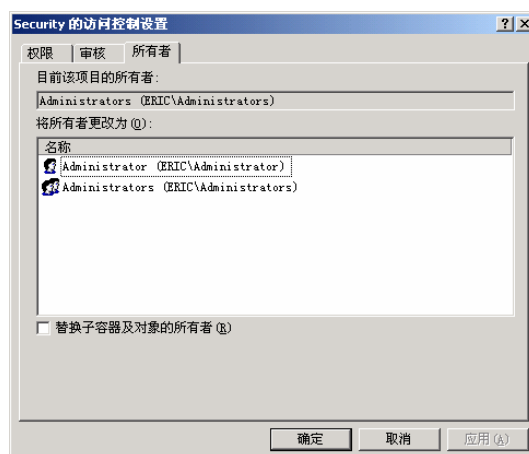 Security 的访问控制设置
权限 审核 所有者
目前该项目的所有者:
Administrators (ERIC\Administrators)
将所有者更改为(O):
名称
Administrator (ERIC\Administrator)
Administrators (ERIC\Administrators)
替换子容器及对象的所有者(R)
确定 取消 应用(A)